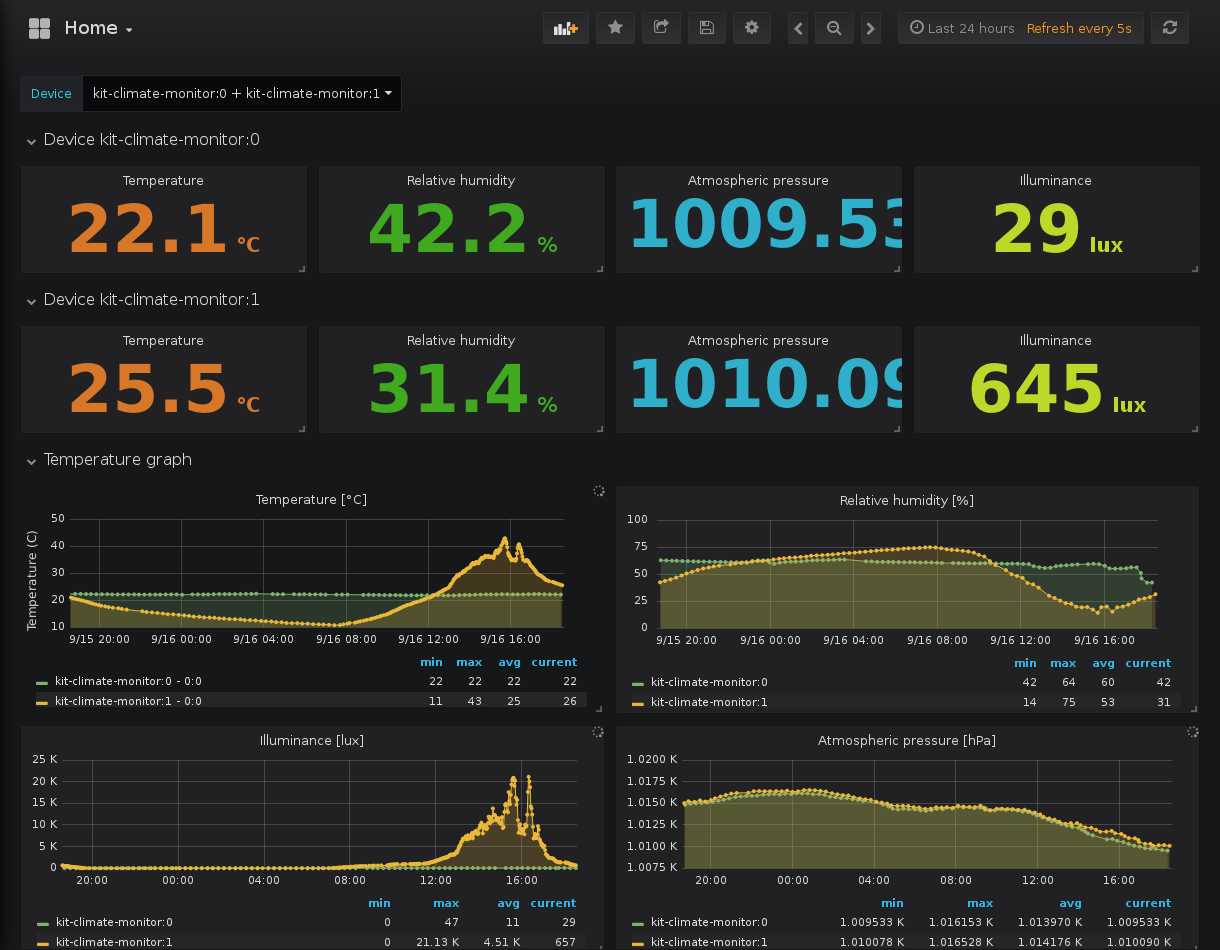 Home
Last 24 hours Refresh every 5s
Device kit-climate-monitor:0 + kit-climate-monitor:1
Device kit-climate-monitor:0
Temperature Relative humidity Atmospheric pressure Illuminance
22.1 °C 42.2 % 1009.53 29 lux
Device kit-climate-monitor:1
Temperature Relative humidity Atmospheric pressure Illuminance
25.5 °C 31.4 % 1010.09 645 lux
Temperature graph
Temperature [°C]
Temperature (C)
50
40
30
20
10
9/15 20:00 9/16 00:00 9/16 04:00 9/16 08:00 9/16 12:00 9/16 16:00
min max avg current
kit-climate-monitor:0 - 0:0 22 22 22 22
kit-climate-monitor:1 - 0:0 11 43 25 26
Relative humidity [%]
100
75
50
25
0
9/15 20:00 9/16 00:00 9/16 04:00 9/16 08:00 9/16 12:00 9/16 16:00
min max avg current
kit-climate-monitor:0 42 64 60 42
kit-climate-monitor:1 14 75 53 31
Illuminance [lux]
25 K
20 K
15 K
10 K
5 K
0
20:00 00:00 04:00 08:00 12:00 16:00
min max avg current
kit-climate-monitor:0 0 47 11 29
kit-climate-monitor:1 0 21.13 K 4.51 K 657
Atmospheric pressure [hPa]
1.0200 K
1.0175 K
1.0150 K
1.0125 K
1.0100 K
1.0075 K
20:00 00:00 04:00 08:00 12:00 16:00
min max avg current
kit-climate-monitor:0 1.009533 K 1.016153 K 1.013970 K 1.009533 K
kit-climate-monitor:1 1.010078 K 1.016528 K 1.014176 K 1.010090 K